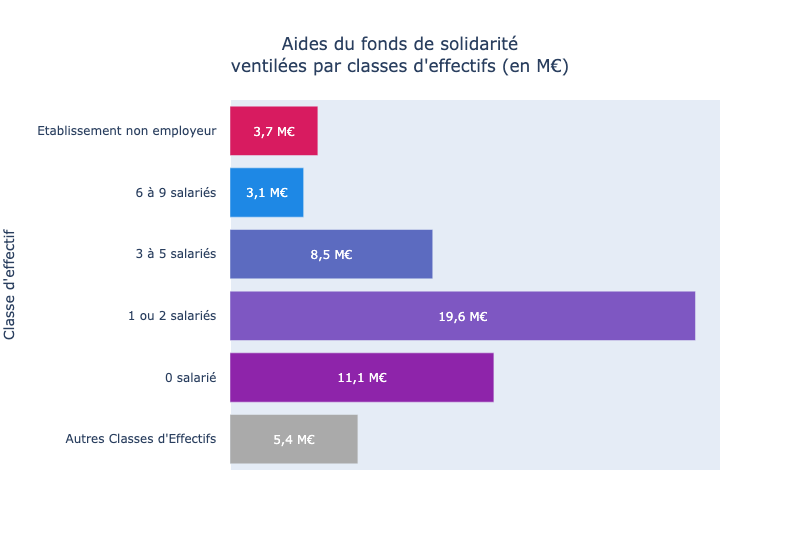 Aides du fonds de solidarité
ventilées par classes d'effectifs (en M€)
Classe d'effectif
Etablissement non employeur
3,7 M€
6 à 9 salariés
3,1 M€
3 à 5 salariés
8,5 M€
1 ou 2 salariés
19,6 M€
0 salarié
11,1 M€
Autres Classes d'Effectifs
5,4 M€